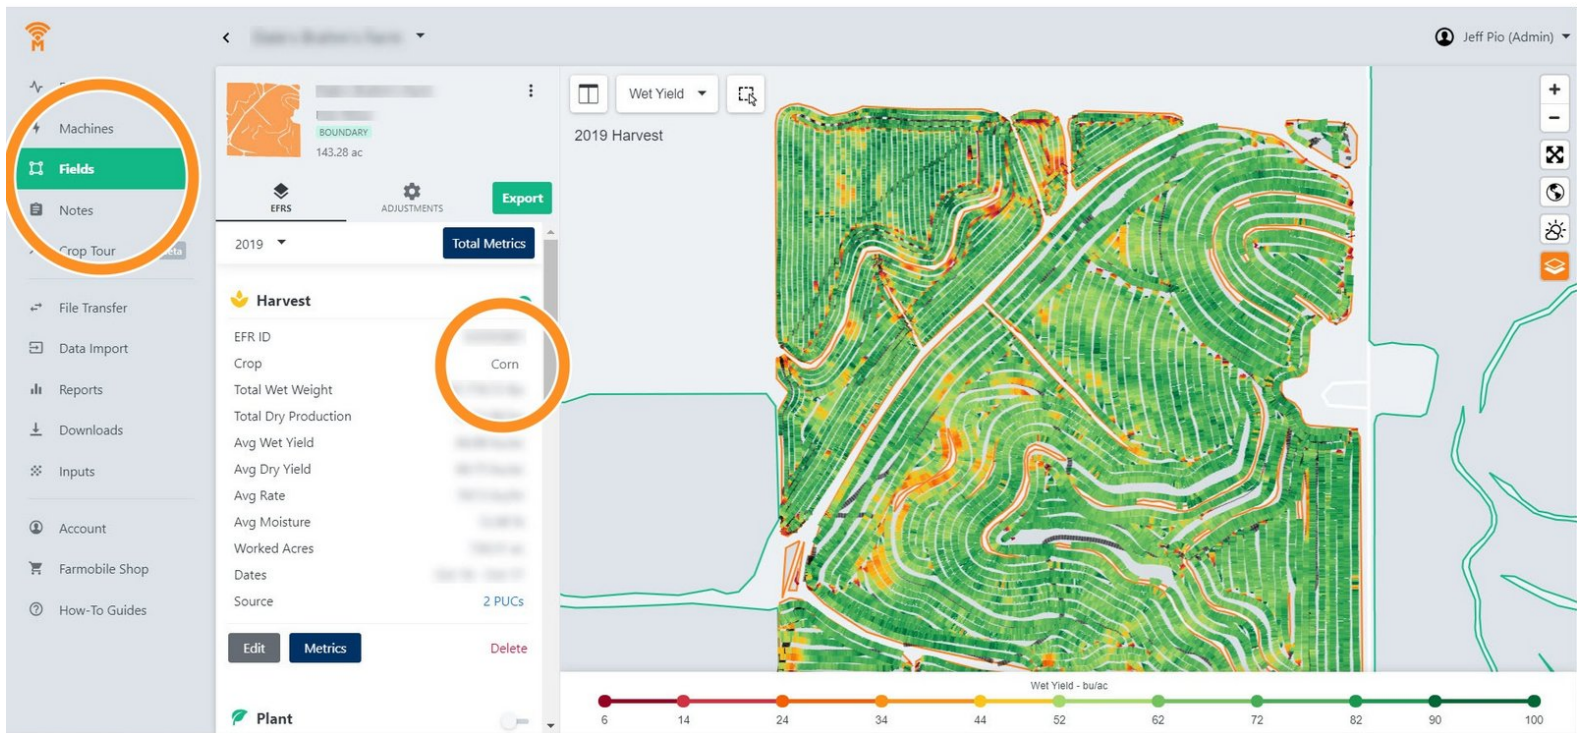 Jeff Pio (Admin)
Machines
Fields
Notes
Crop Tour
File Transfer
Data Import
Reports
Downloads
Inputs
Account
Farmobile Shop
How-To Guides
BOUNDARY
143.28 ac
EFRS
ADJUSTMENTS
Export
2019
Total Metrics
Harvest
EFR ID
Crop Corn
Total Wet Weight
Total Dry Production
Avg Wet Yield
Avg Dry Yield
Avg Rate
Avg Moisture
Worked Acres
Dates
Source 2 PUCs
Edit Metrics Delete
Plant
Wet Yield
2019 Harvest
Wet Yield - bu/ac
6 14 24 34 44 52 62 72 82 90 100